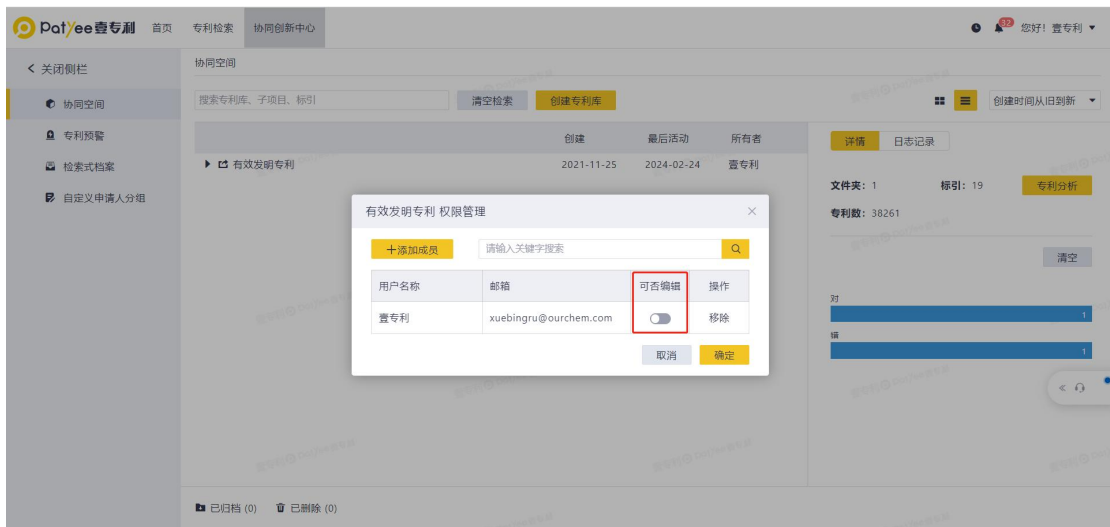 Patyee壹专利 首页 专利检索 协同创新中心 32 您好！壹专利
关闭侧栏
协同空间
专利预警
检索式档案
自定义申请人分组
协同空间
搜索专利库、子项目、标引 清空检索 创建专利库 创建时间从旧到新
创建 最后活动 所有者
有效发明专利 2021-11-25 2024-02-24 壹专利
详情 日志记录
文件夹：1 标引：19 专利分析
专利数：38261
清空
对
1
错
1
有效发明专利 权限管理
+添加成员 请输入关键字搜索
用户名称 邮箱 可否编辑 操作
壹专利 xuebingru@ourchem.com 移除
取消 确定
已归档 (0) 已删除 (0)